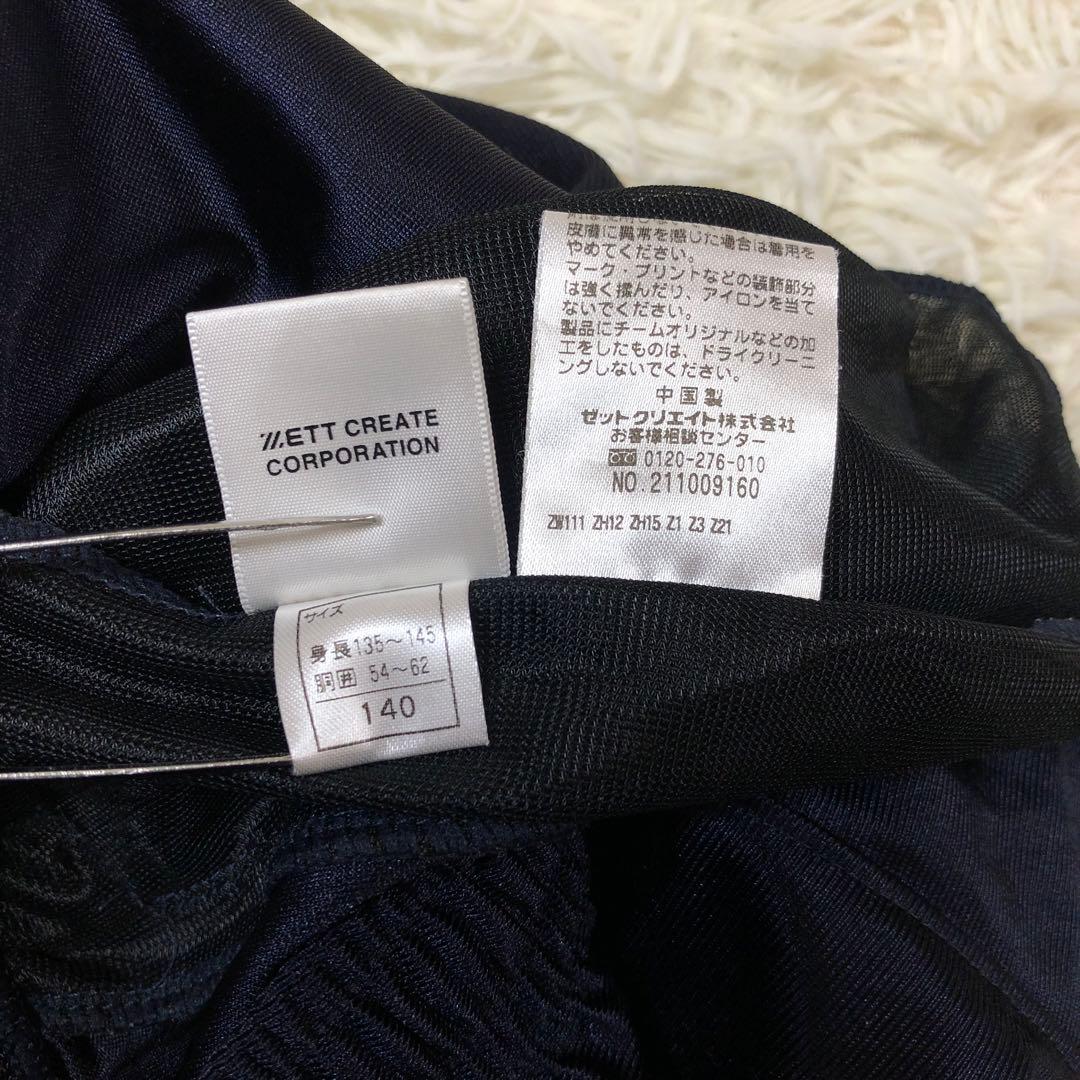 ZETT CREATE
CORPORATION
皮膚に異常を感じた場合は着用を
やめてください。
マーク・プリントなどの装飾部分
は強く揉んだり、アイロンを当て
ないでください。
製品にチームオリジナルなどの加
工をしたものは、ドライクリーニ
ングしないでください。
中国製
ゼットクリエイト株式会社
お客様相談センター
0120-276-010
NO.211009160
ZW111 ZH12 ZH15 Z1 Z3 Z21
サイズ
身長135～145
胴囲 54～62
140